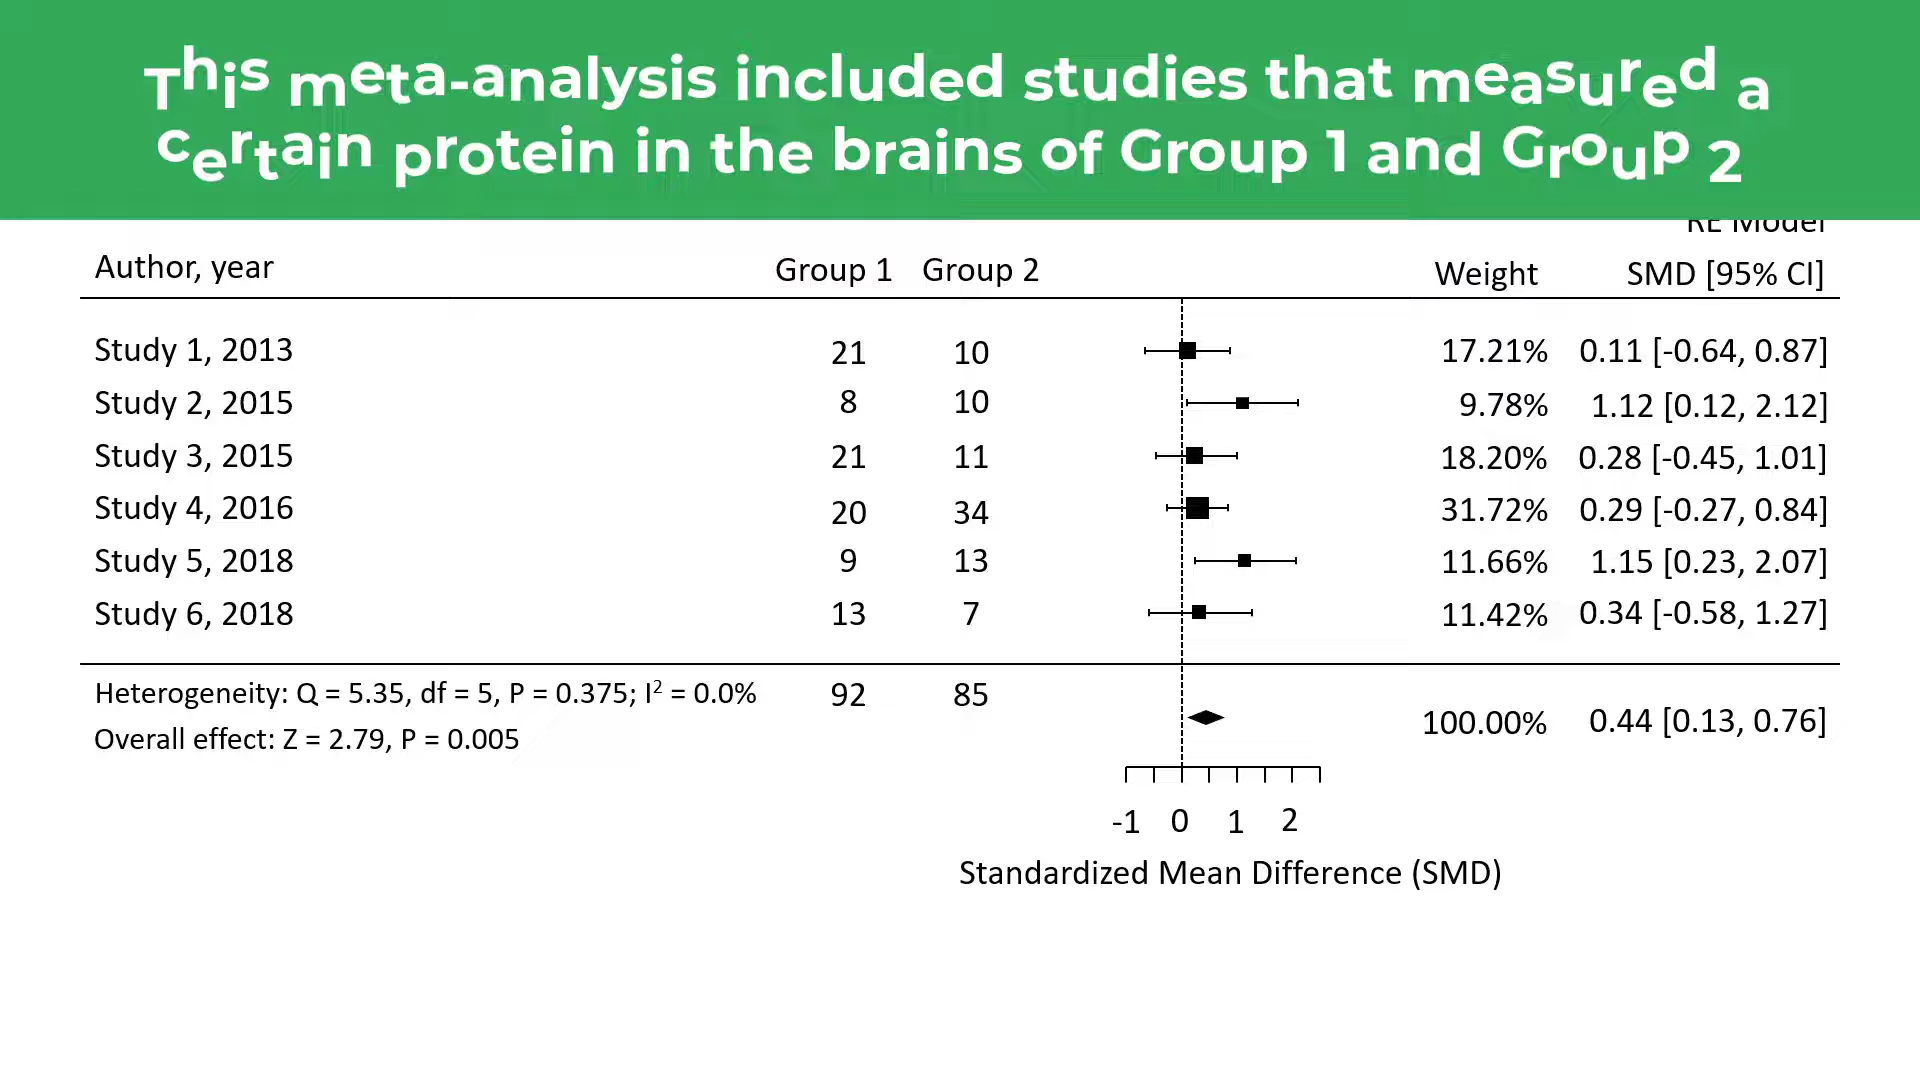 This meta-analysis included studies that measured a
certain protein in the brains of Group 1 and Group 2
RE Model
Author, year Group 1 Group 2 Weight SMD [95% CI]
Study 1, 2013 21 10 17.21% 0.11 [-0.64, 0.87]
Study 2, 2015 8 10 9.78% 1.12 [0.12, 2.12]
Study 3, 2015 21 11 18.20% 0.28 [-0.45, 1.01]
Study 4, 2016 20 34 31.72% 0.29 [-0.27, 0.84]
Study 5, 2018 9 13 11.66% 1.15 [0.23, 2.07]
Study 6, 2018 13 7 11.42% 0.34 [-0.58, 1.27]
Heterogeneity: Q = 5.35, df = 5, P = 0.375; I² = 0.0% 92 85
100.00% 0.44 [0.13, 0.76]
Overall effect: Z = 2.79, P = 0.005
-1 0 1 2
Standardized Mean Difference (SMD)